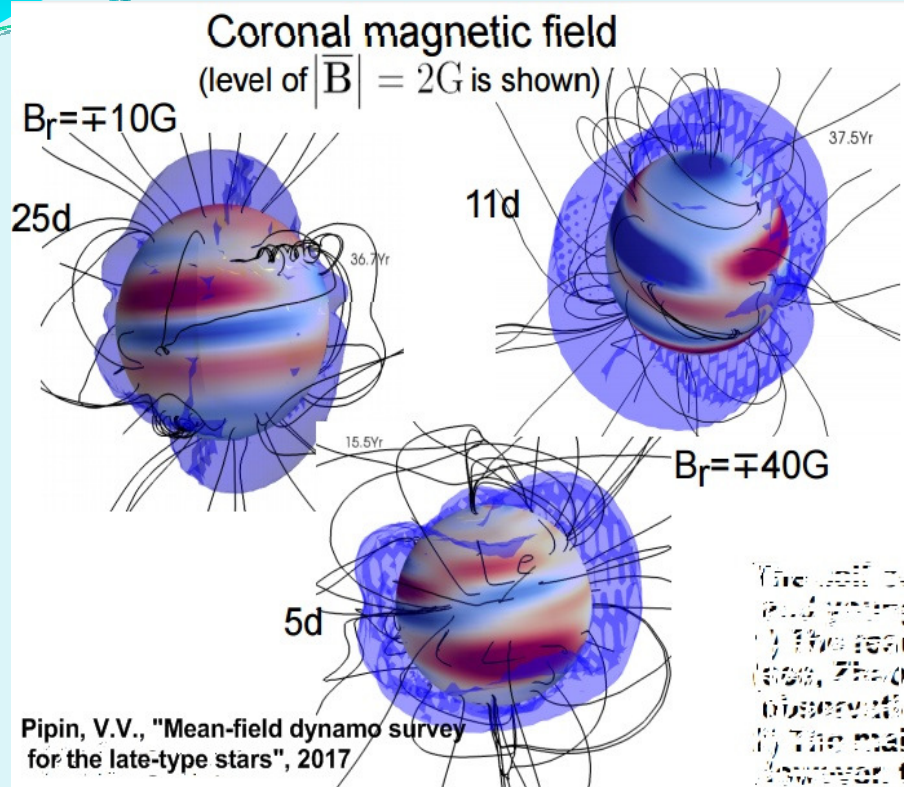 Coronal magnetic field
(level of |B̅| = 2G is shown)
Br=∓10G
37.5Yr
25d
11d
36.7Yr
15.5Yr
Br=∓40G
5d
Pipin, V.V., "Mean-field dynamo survey
for the late-type stars", 2017